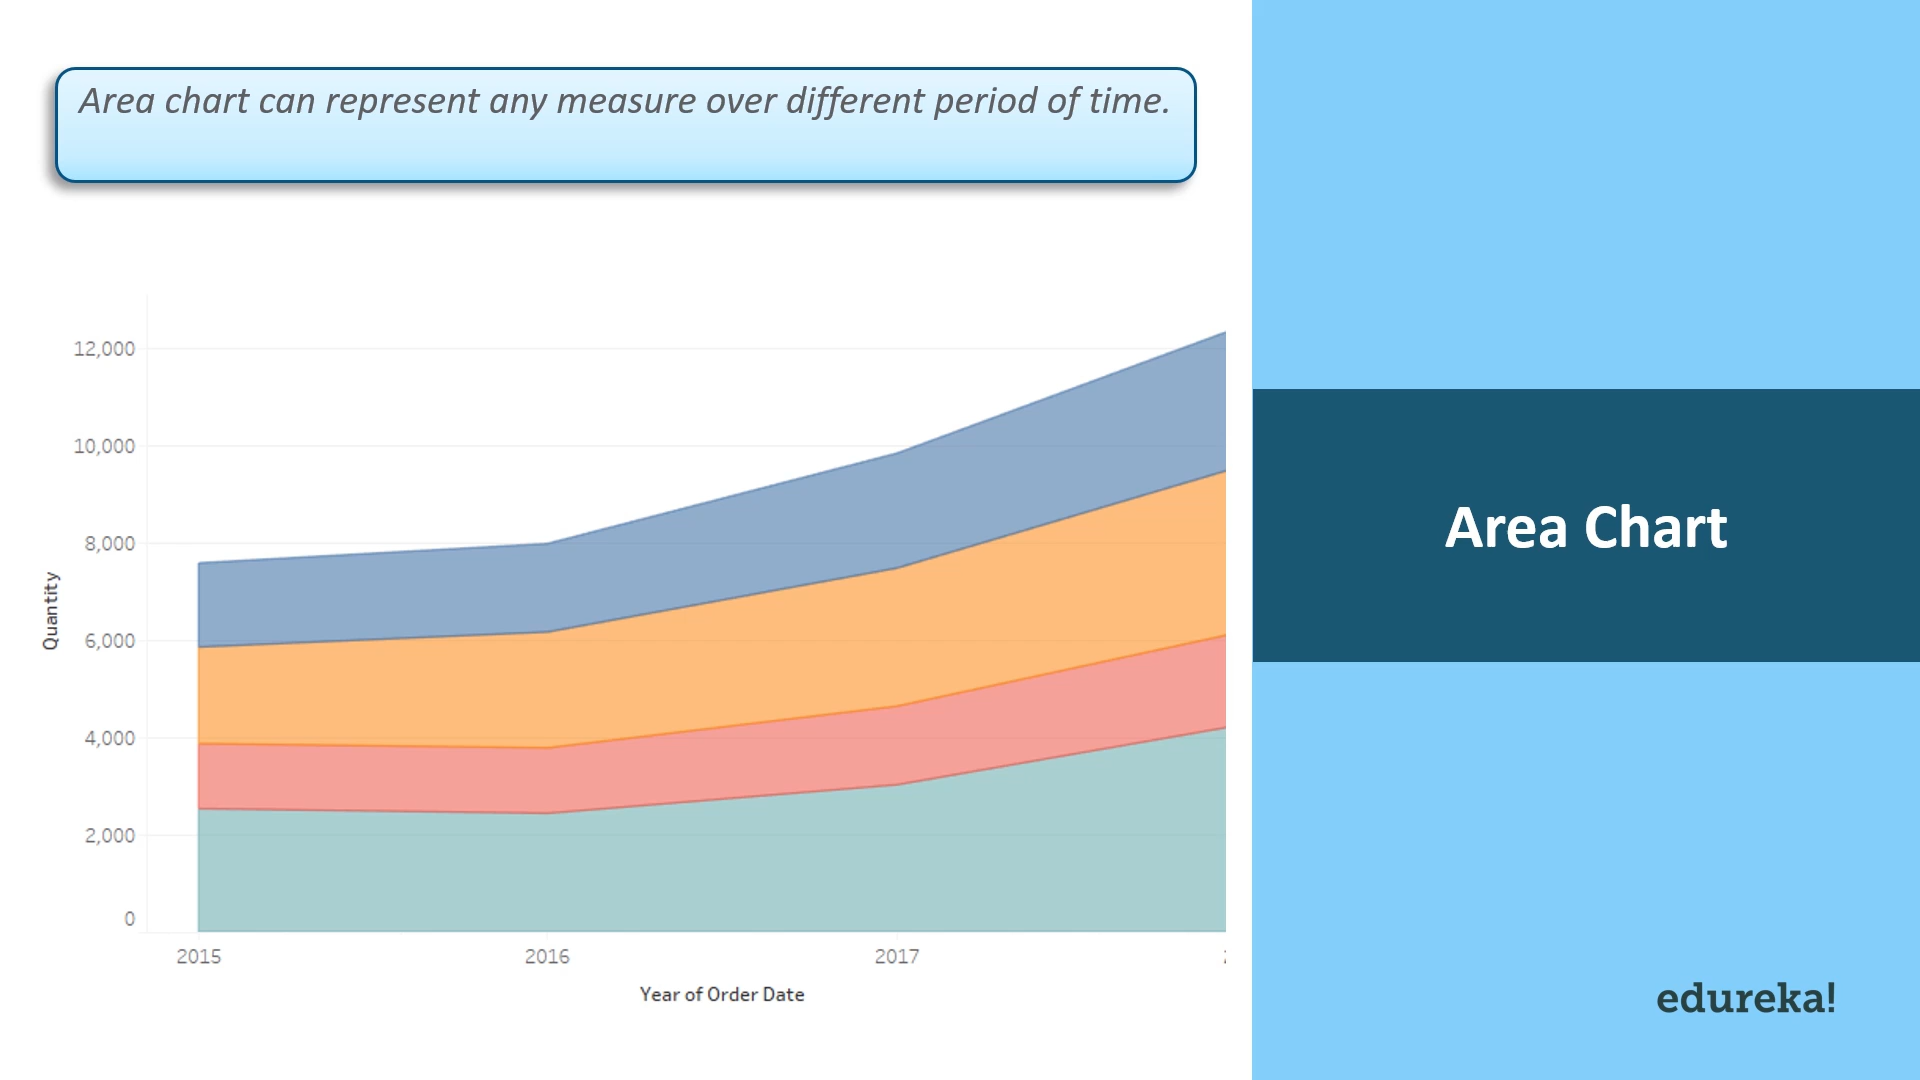 Area chart can represent any measure over different period of time.
12,000
10,000
8,000
6,000
4,000
2,000
0
Quantity
2015 2016 2017
Year of Order Date
Area Chart
edureka!